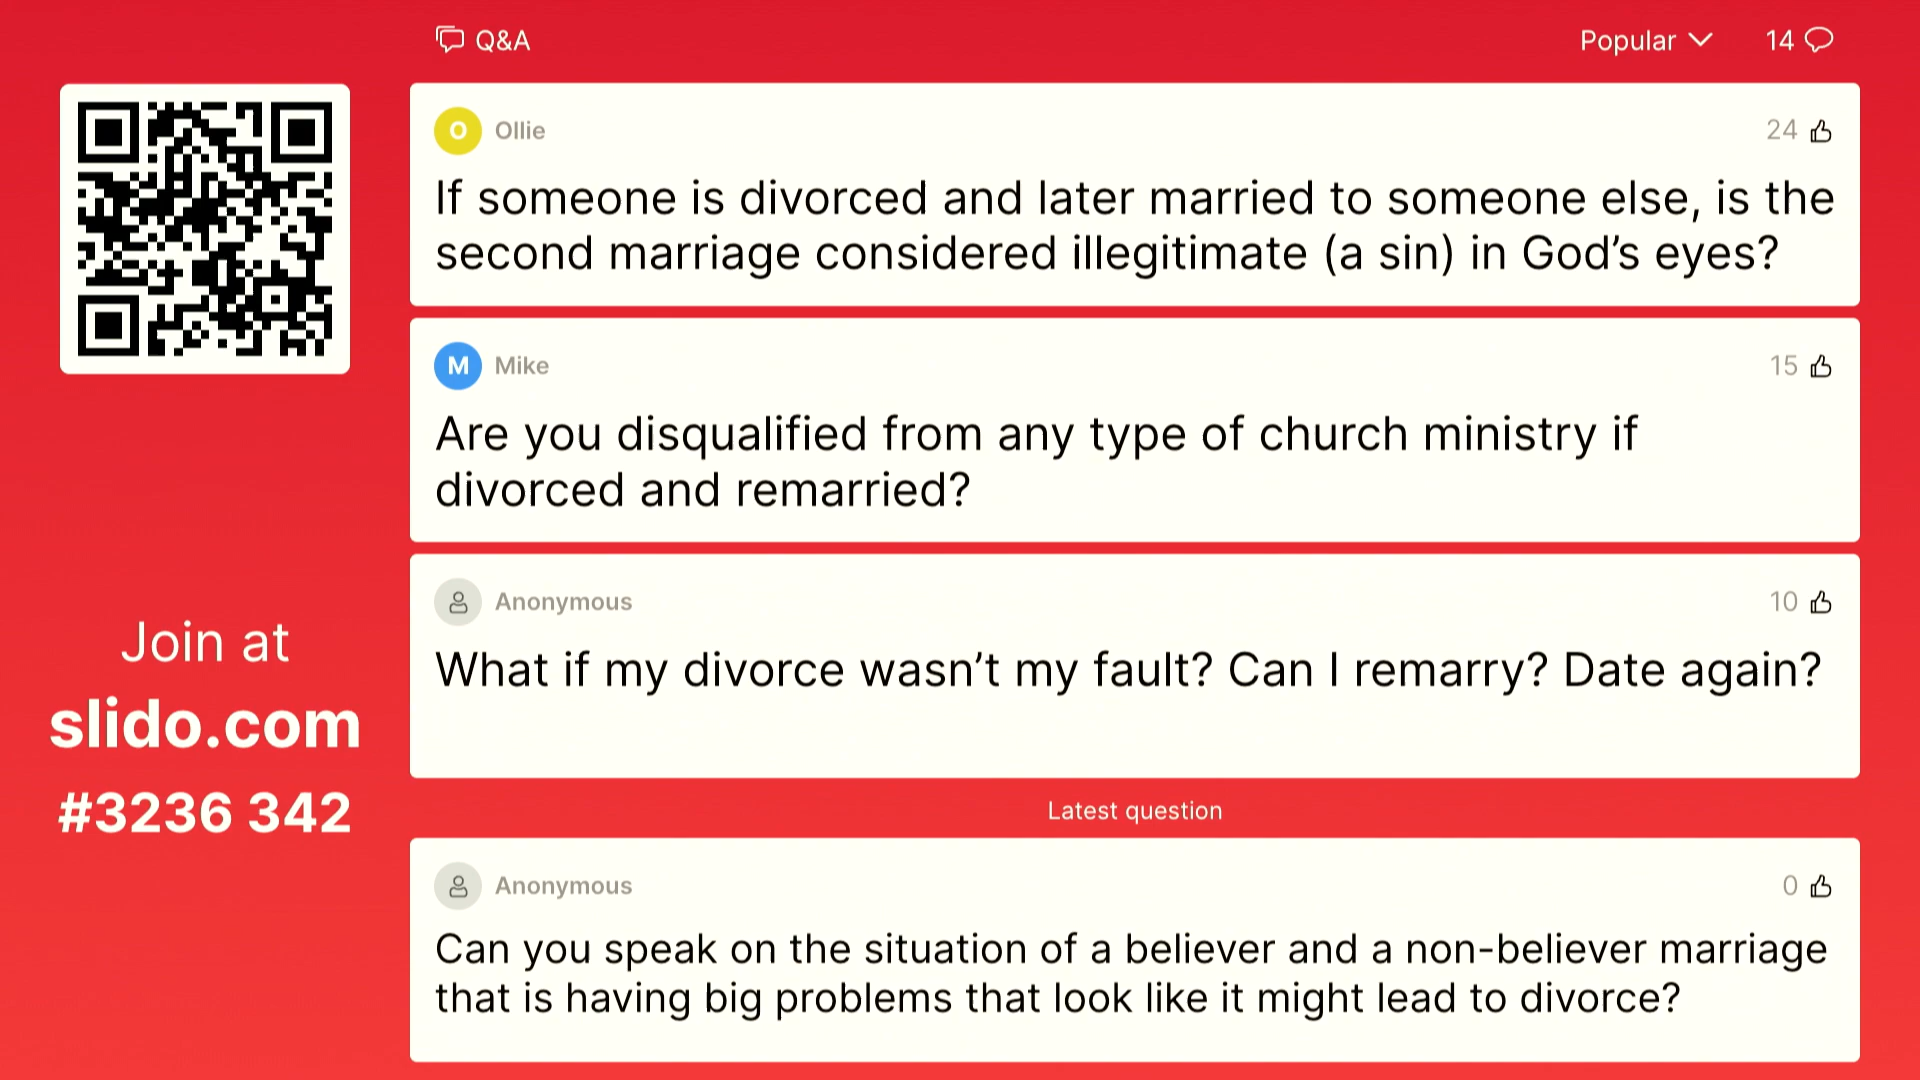 Q&A
Popular
14
O
Ollie
24
If someone is divorced and later married to someone else, is the
second marriage considered illegitimate (a sin) in God’s eyes?
M
Mike
15
Are you disqualified from any type of church ministry if
divorced and remarried?
Anonymous
10
What if my divorce wasn’t my fault? Can I remarry? Date again?
Join at
slido.com
#3236 342
Latest question
Anonymous
0
Can you speak on the situation of a believer and a non-believer marriage
that is having big problems that look like it might lead to divorce?